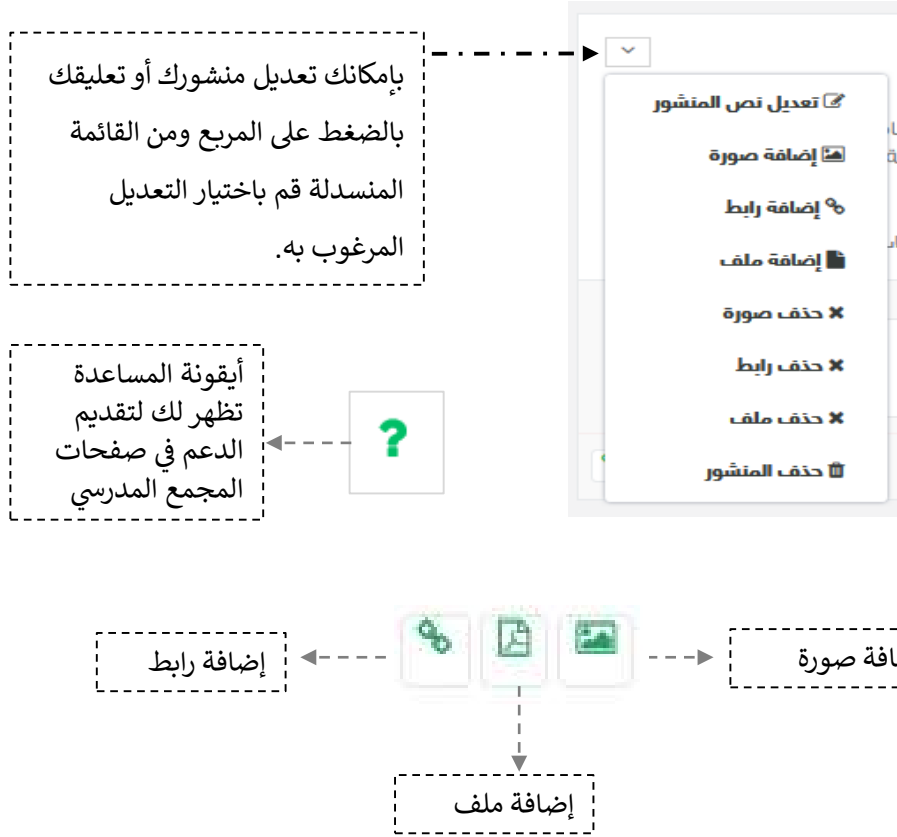 بإمكانك تعديل منشورك أو تعليقك
بالضغط على المربع ومن القائمة
المنسدلة قم باختيار التعديل
المرغوب به.
تعديل نص المنشور
إضافة صورة
إضافة رابط
إضافة ملف
حذف صورة
حذف رابط
حذف ملف
حذف المنشور
أيقونة المساعدة
تظهر لك لتقديم
الدعم في صفحات
المجمع المدرسي
?
صورة
إضافة رابط
إضافة ملف